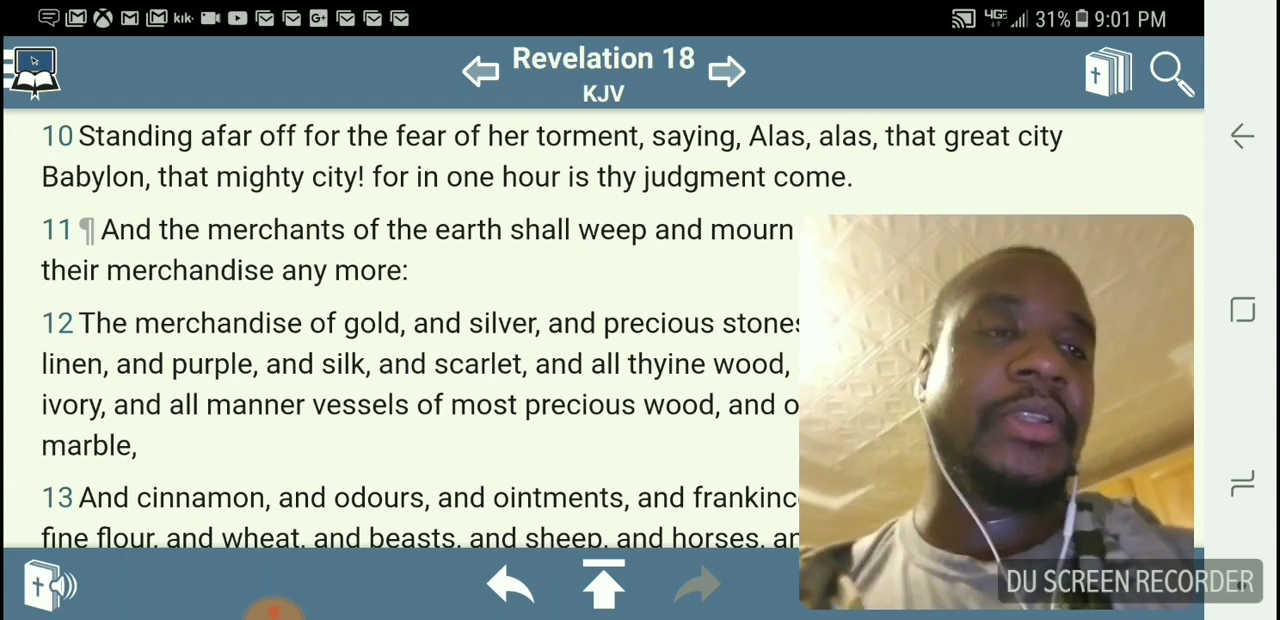 kik. G+ 4GE 31% 9:01 PM
Revelation 18
KJV
10 Standing afar off for the fear of her torment, saying, Alas, alas, that great city
Babylon, that mighty city! for in one hour is thy judgment come.
11 ¶ And the merchants of the earth shall weep and mourn
their merchandise any more:
12 The merchandise of gold, and silver, and precious stones
linen, and purple, and silk, and scarlet, and all thyine wood,
ivory, and all manner vessels of most precious wood, and o
marble,
13 And cinnamon, and odours, and ointments, and frankinc
fine flour, and wheat, and beasts, and sheep, and horses, an
DU SCREEN RECORDER